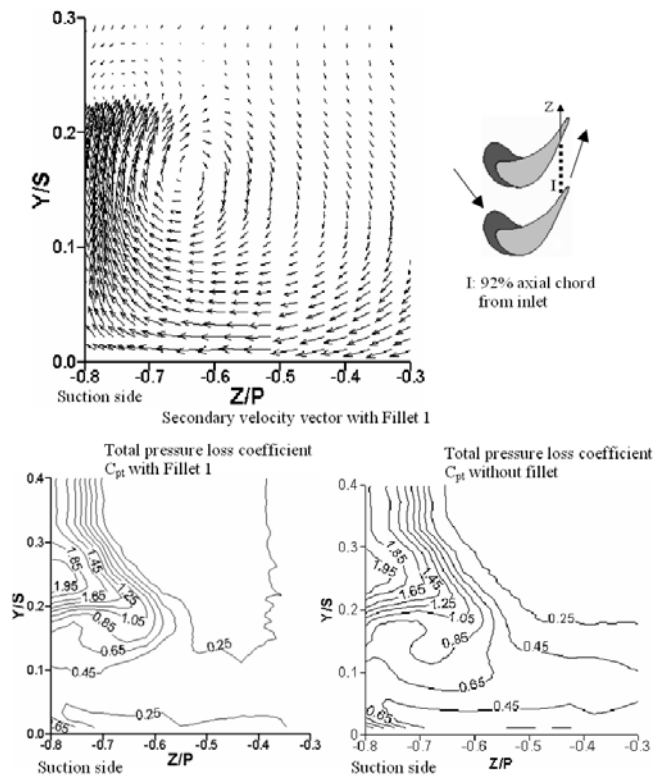 0.3
0.2
0.1
0.0
Y/S
-0.8 -0.7 -0.6 -0.5 -0.4 -0.3
Suction side
Z/P
Secondary velocity vector with Fillet 1
Z
I
I: 92% axial chord
from inlet
Total pressure loss coefficient
Cpt with Fillet 1
0.4
0.3
0.2
0.1
0
Y/S
1.85
1.45
1.95
1.25
1.65
1.05
0.85
0.65
0.25
0.45
0.25
0.65
-0.8 -0.7 -0.6 -0.5 -0.4 -0.3
Suction side
Z/P
Total pressure loss coefficient
Cpt without fillet
0.4
0.3
0.2
0.1
0
Y/S
1.85
1.95
1.45
1.65
1.25
1.05
0.25
0.85
0.45
0.65
0.45
0.65
-0.8 -0.7 -0.6 -0.5 -0.4 -0.3
Suction side
Z/P